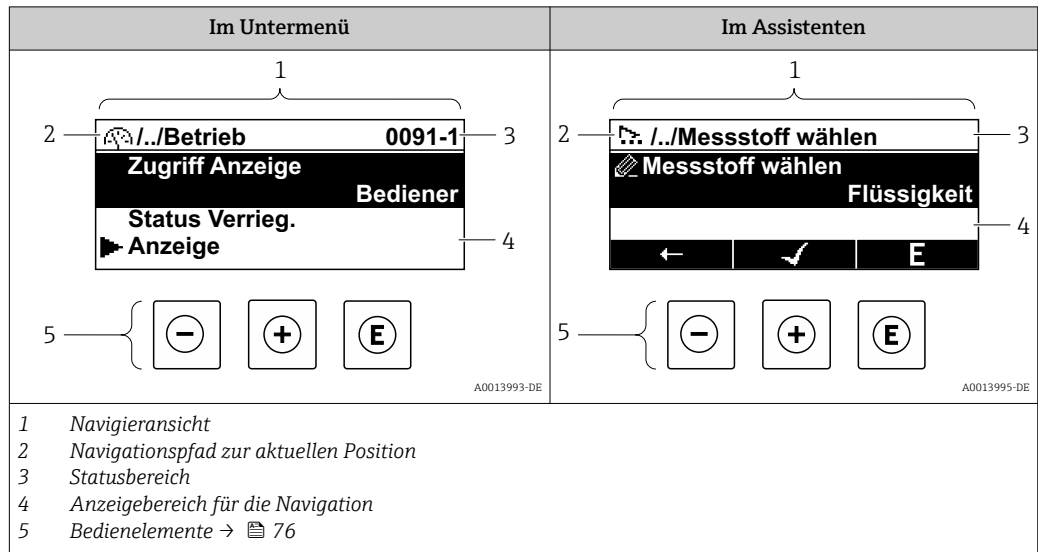 Im Untermenü
Im Assistenten
1
2
/../Betrieb 0091-1
3
Zugriff Anzeige
Bediener
Status Verrieg.
Anzeige
4
5
E
A0013993-DE
1
2
/../Messstoff wählen
3
Messstoff wählen
Flüssigkeit
4
E
5
E
A0013995-DE
1 Navigieransicht
2 Navigationspfad zur aktuellen Position
3 Statusbereich
4 Anzeigebereich für die Navigation
5 Bedienelemente → 76